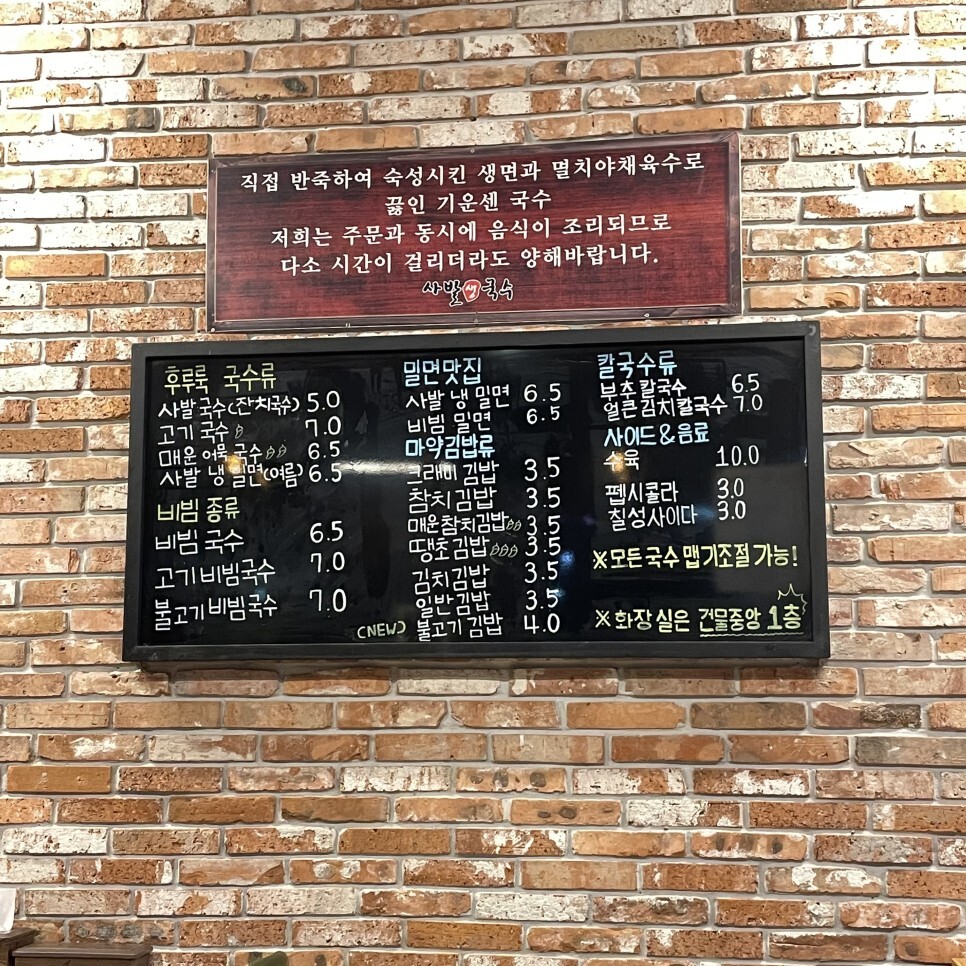 직접 반죽하여 숙성시킨 생면과 멸치야채육수로
끓인 기운센 국수
저희는 주문과 동시에 음식이 조리되므로
다소 시간이 걸리더라도 양해바랍니다.
사발생국수
후루룩 국수류
사발국수(잔치국수) 5.0
고기 국수 7.0
매운 어묵 국수 6.5
사발 냉 밀면(여름) 6.5
비빔 종류
비빔 국수 6.5
고기 비빔국수 7.0
불고기 비빔국수 7.0
밀면맛집
사발 냉 밀면 6.5
비빔 밀면 6.5
마약김밥류
크래미 김밥 3.5
참치김밥 3.5
매운참치김밥 3.5
땡초김밥 3.5
김치김밥 3.5
일반김밥 3.5
(NEW) 불고기 김밥 4.0
칼국수류
부추 칼국수 6.5
얼큰 김치칼국수 7.0
사이드&음료
수육 10.0
펩시콜라 3.0
칠성사이다 3.0
※모든 국수 맵기조절 가능!
※ 화장실은 건물중앙 1층